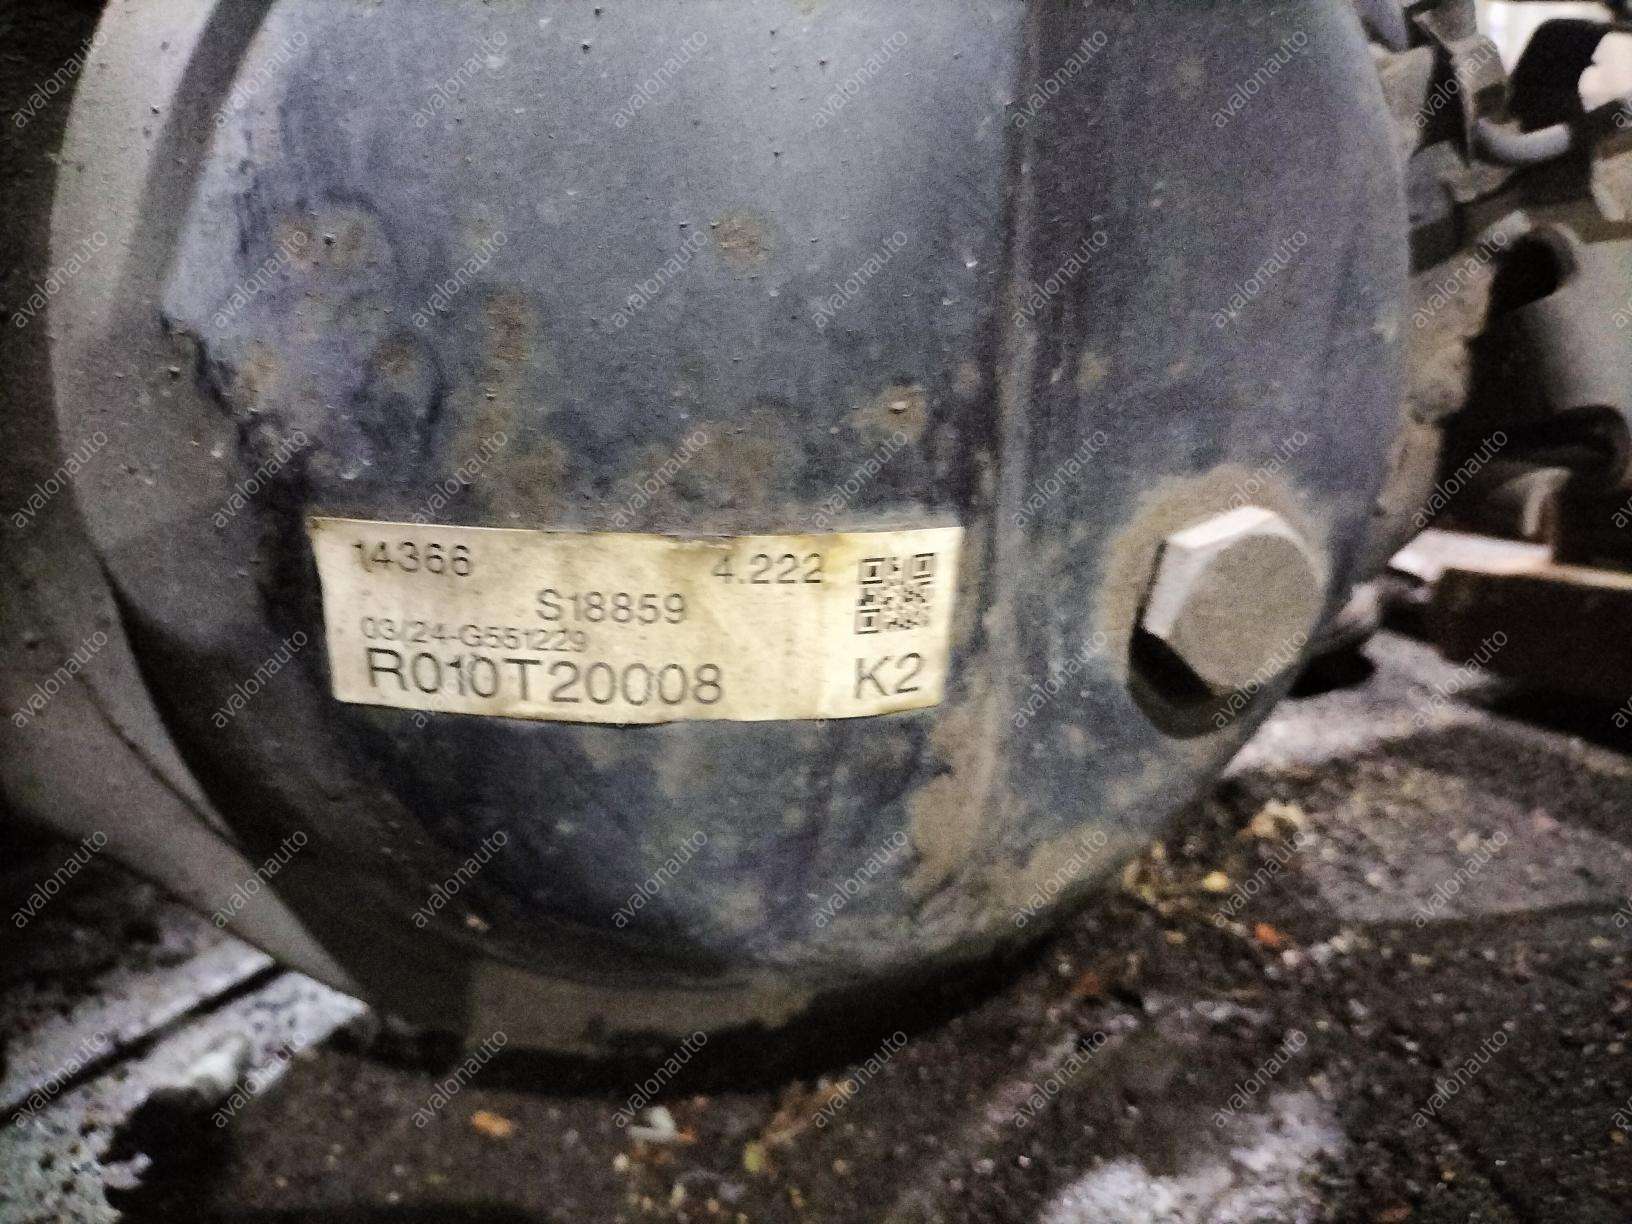 14366 4.222
S18859
03/24-G551229
R010T20008 K2
avalonauto